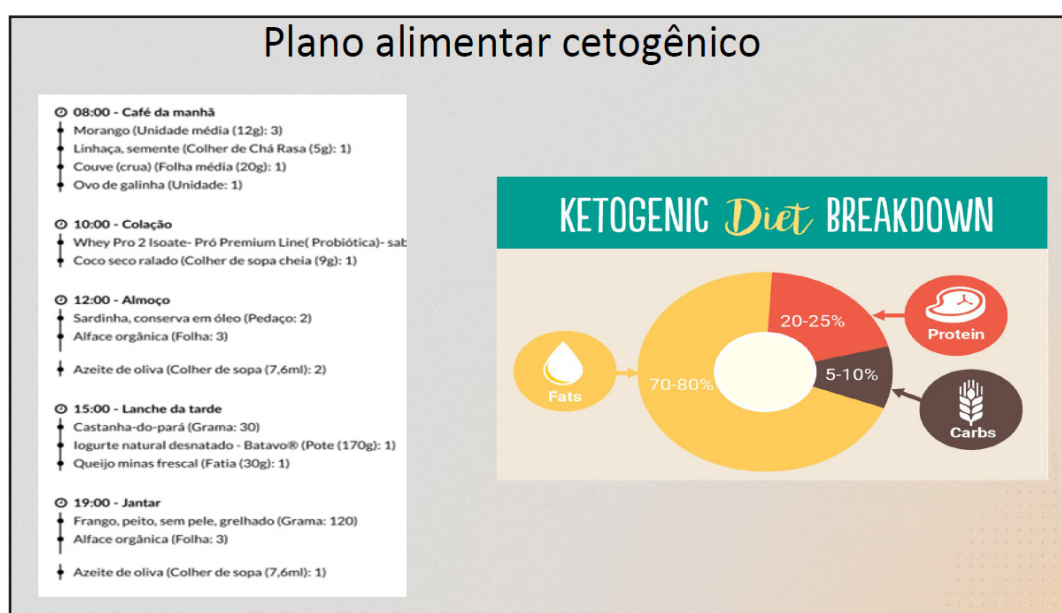 Plano alimentar cetogênico
08:00 - Café da manhã
Morango (Unidade média (12g): 3)
Linhaça, semente (Colher de Chá Rasa (5g): 1)
Couve (crua) (Folha média (20g): 1)
Ovo de galinha (Unidade: 1)
10:00 - Colação
Whey Pro 2 Isoate- Pró Premium Line( Probiótica)- sab
Coco seco ralado (Colher de sopa cheia (9g): 1)
12:00 - Almoço
Sardinha, conserva em óleo (Pedaço: 2)
Alface orgânica (Folha: 3)
Azeite de oliva (Colher de sopa (7,6ml): 2)
15:00 - Lanche da tarde
Castanha-do-pará (Grama: 30)
Iogurte natural desnatado - Batavo® (Pote (170g): 1)
Queijo minas frescal (Fatia (30g): 1)
19:00 - Jantar
Frango, peito, sem pele, grelhado (Grama: 120)
Alface orgânica (Folha: 3)
Azeite de oliva (Colher de sopa (7,6ml): 1)
KETOGENIC Diet BREAKDOWN
20-25%
Protein
70-80%
Fats
5-10%
Carbs